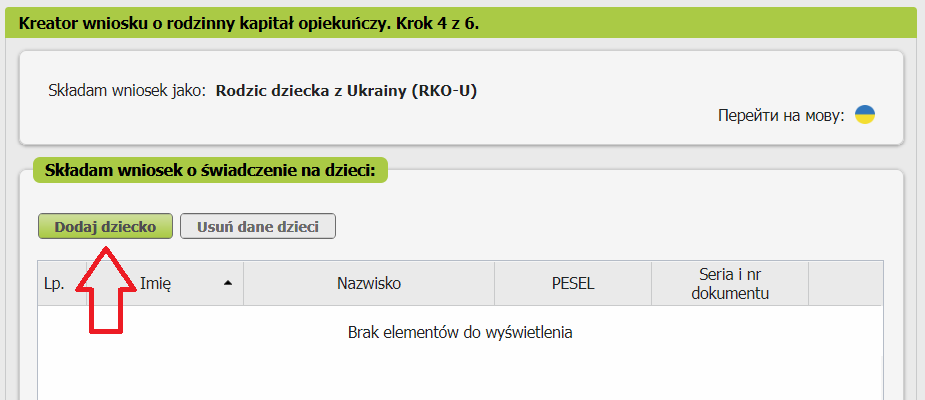 Kreator wniosku o rodzinny kapitał opiekuńczy. Krok 4 z 6.
Składam wniosek jako: Rodzic dziecka z Ukrainy (RKO-U)
Перейти на мову:
Składam wniosek o świadczenie na dzieci:
Dodaj dziecko Usuń dane dzieci
Lp. Imię Nazwisko PESEL Seria i nr dokumentu
Brak elementów do wyświetlenia